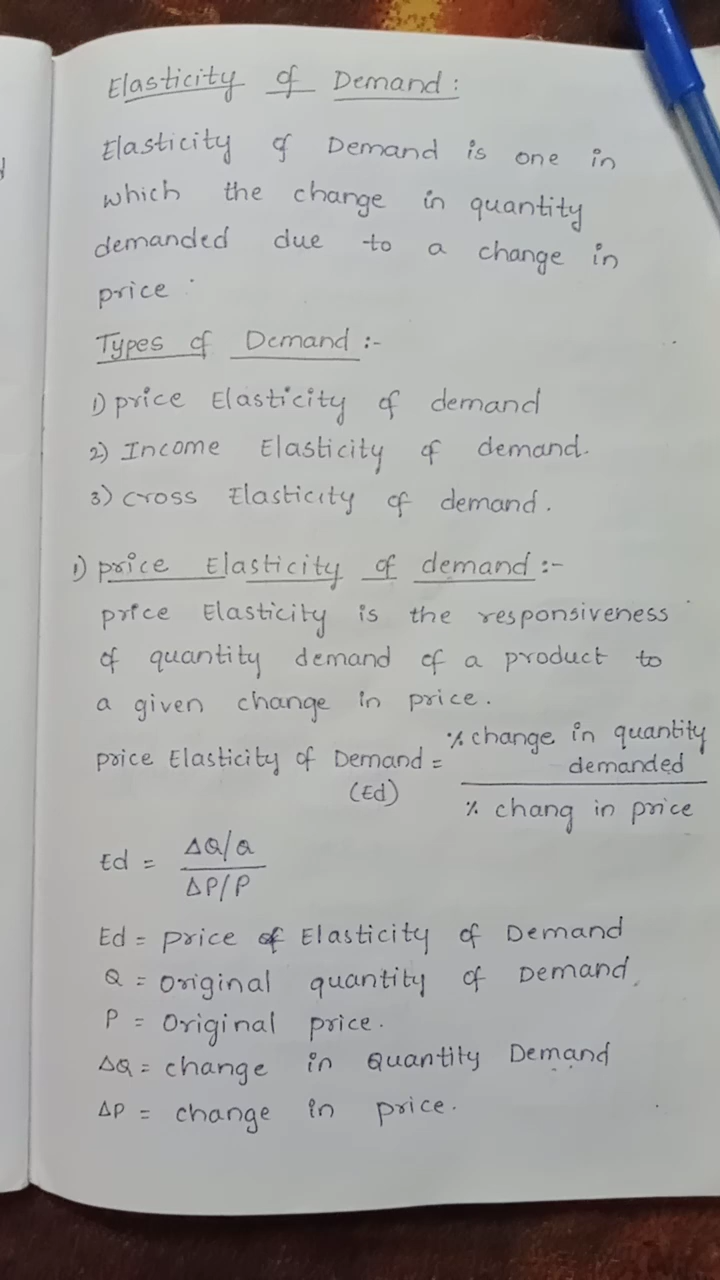 Elasticity of Demand:
Elasticity of Demand is one in
which the change in quantity
demanded due to a change in
price.
Types of Demand :-
1) price Elasticity of demand
2) Income Elasticity of demand.
3) cross Elasticity of demand.
1) price Elasticity of demand :-
price Elasticity is the responsiveness
of quantity demand of a product to
a given change in price.
price Elasticity of Demand = % change in quantity demanded / % chang in price
(Ed)
Ed = ΔQ/Q / ΔP/P
Ed = price of Elasticity of Demand
Q = Original quantity of Demand.
P = Original price.
ΔQ = change in Quantity Demand
ΔP = change in price.